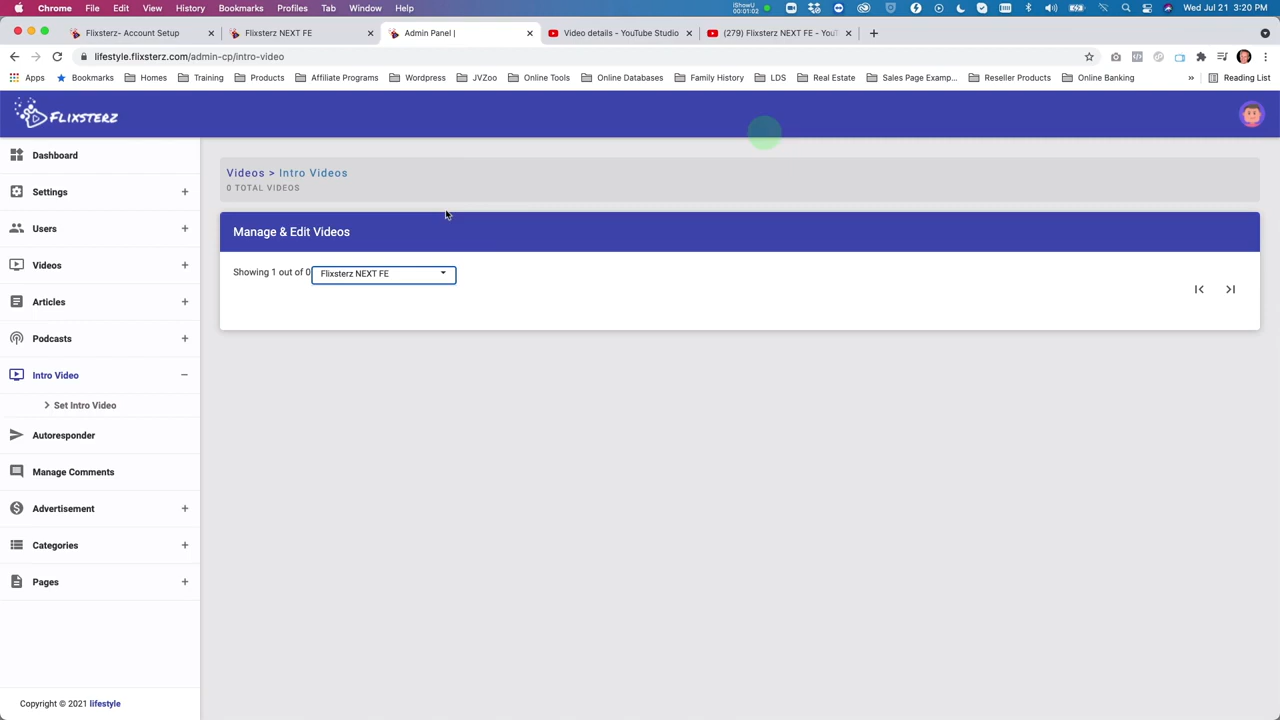 Chrome File Edit View History Bookmarks Profiles Tab Window Help
iShowU
00:01:02
Wed Jul 21 3:20 PM
Flixsterz- Account Setup
Flixsterz NEXT FE
Admin Panel |
Video details - YouTube Studio
(279) Flixsterz NEXT FE - YouT
lifestyle.flixsterz.com/admin-cp/intro-video
Apps Bookmarks Homes Training Products Affiliate Programs Wordpress JVZoo Online Tools Online Databases Family History LDS Real Estate Sales Page Examp... Reseller Products Online Banking » Reading List
FLIXSTERZ
Dashboard
Settings +
Users +
Videos +
Articles +
Podcasts +
Intro Video −
> Set Intro Video
Autoresponder
Manage Comments
Advertisement +
Categories +
Pages +
Copyright © 2021 lifestyle
Videos > Intro Videos
0 TOTAL VIDEOS
Manage & Edit Videos
Showing 1 out of 0
Flixsterz NEXT FE